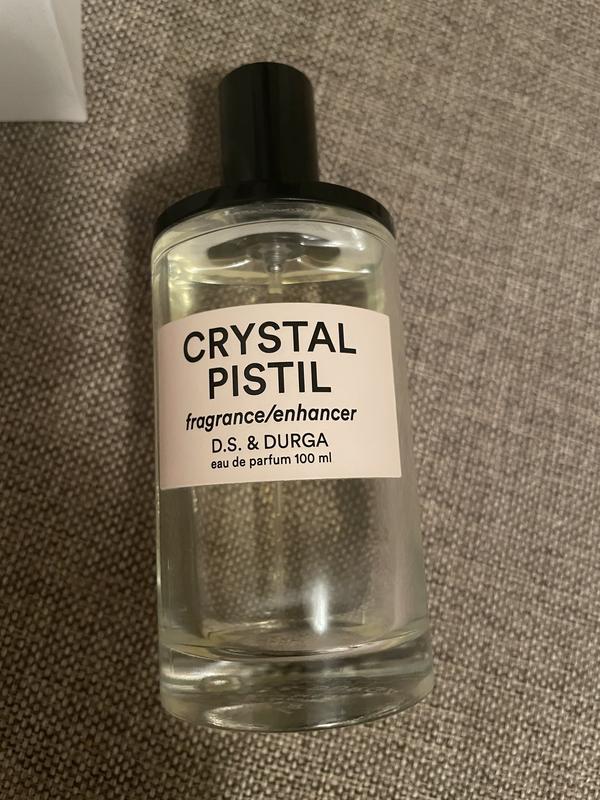 CRYSTAL
PISTIL
fragrance/enhancer
D.S. & DURGA
eau de parfum 100 ml